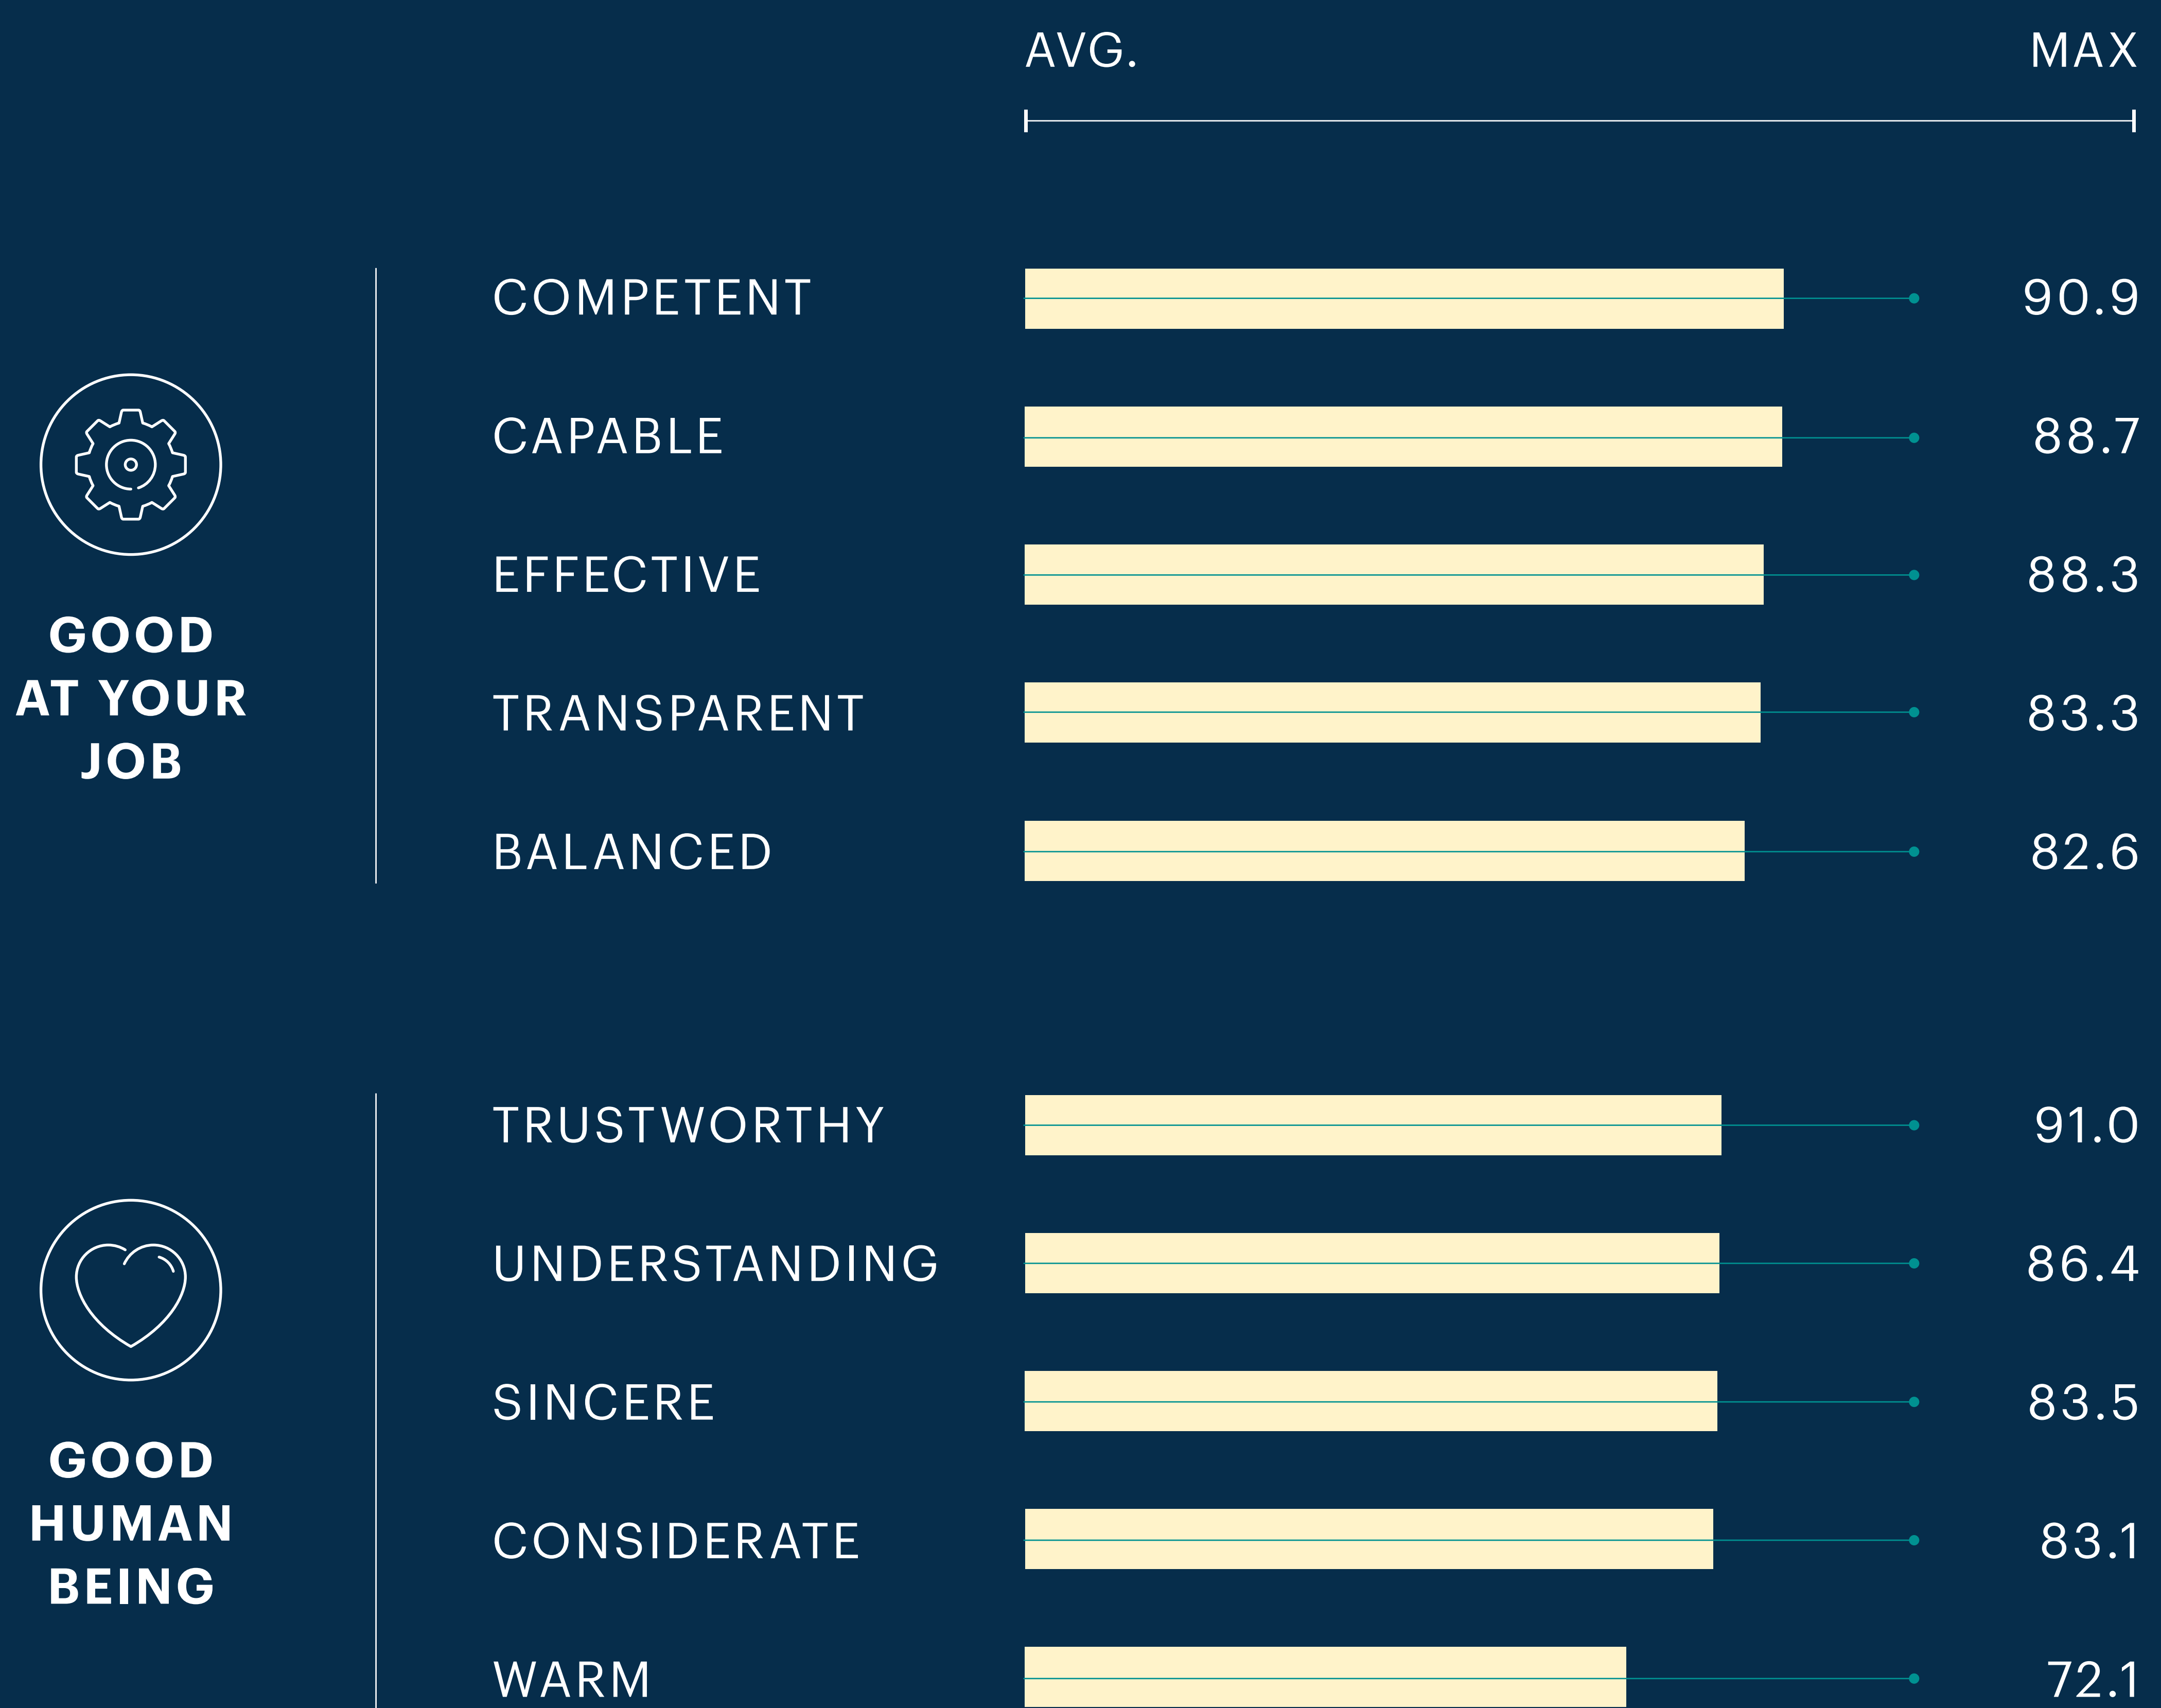 AVG. MAX
COMPETENT 90.9
CAPABLE 88.7
EFFECTIVE 88.3
TRANSPARENT 83.3
BALANCED 82.6
GOOD
AT YOUR
JOB
TRUSTWORTHY 91.0
UNDERSTANDING 86.4
SINCERE 83.5
CONSIDERATE 83.1
WARM 72.1
GOOD
HUMAN
BEING